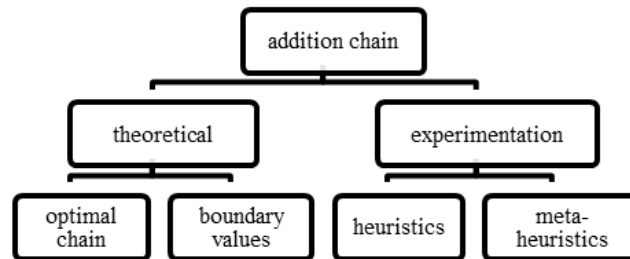 addition chain
theoretical
experimentation
optimal
chain
boundary
values
heuristics
meta-
heuristics